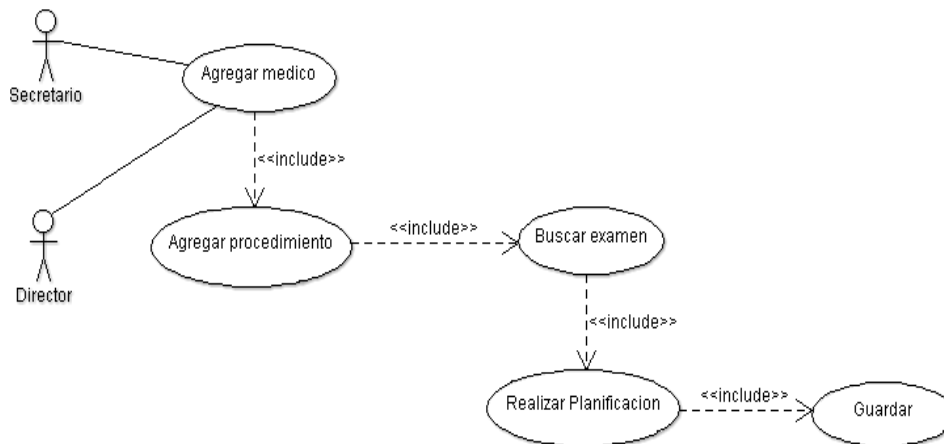 Agregar medico
Secretario
<<include>>
Agregar procedimiento
<<include>>
Buscar examen
Director
<<include>>
Realizar Planificacion
<<include>>
Guardar